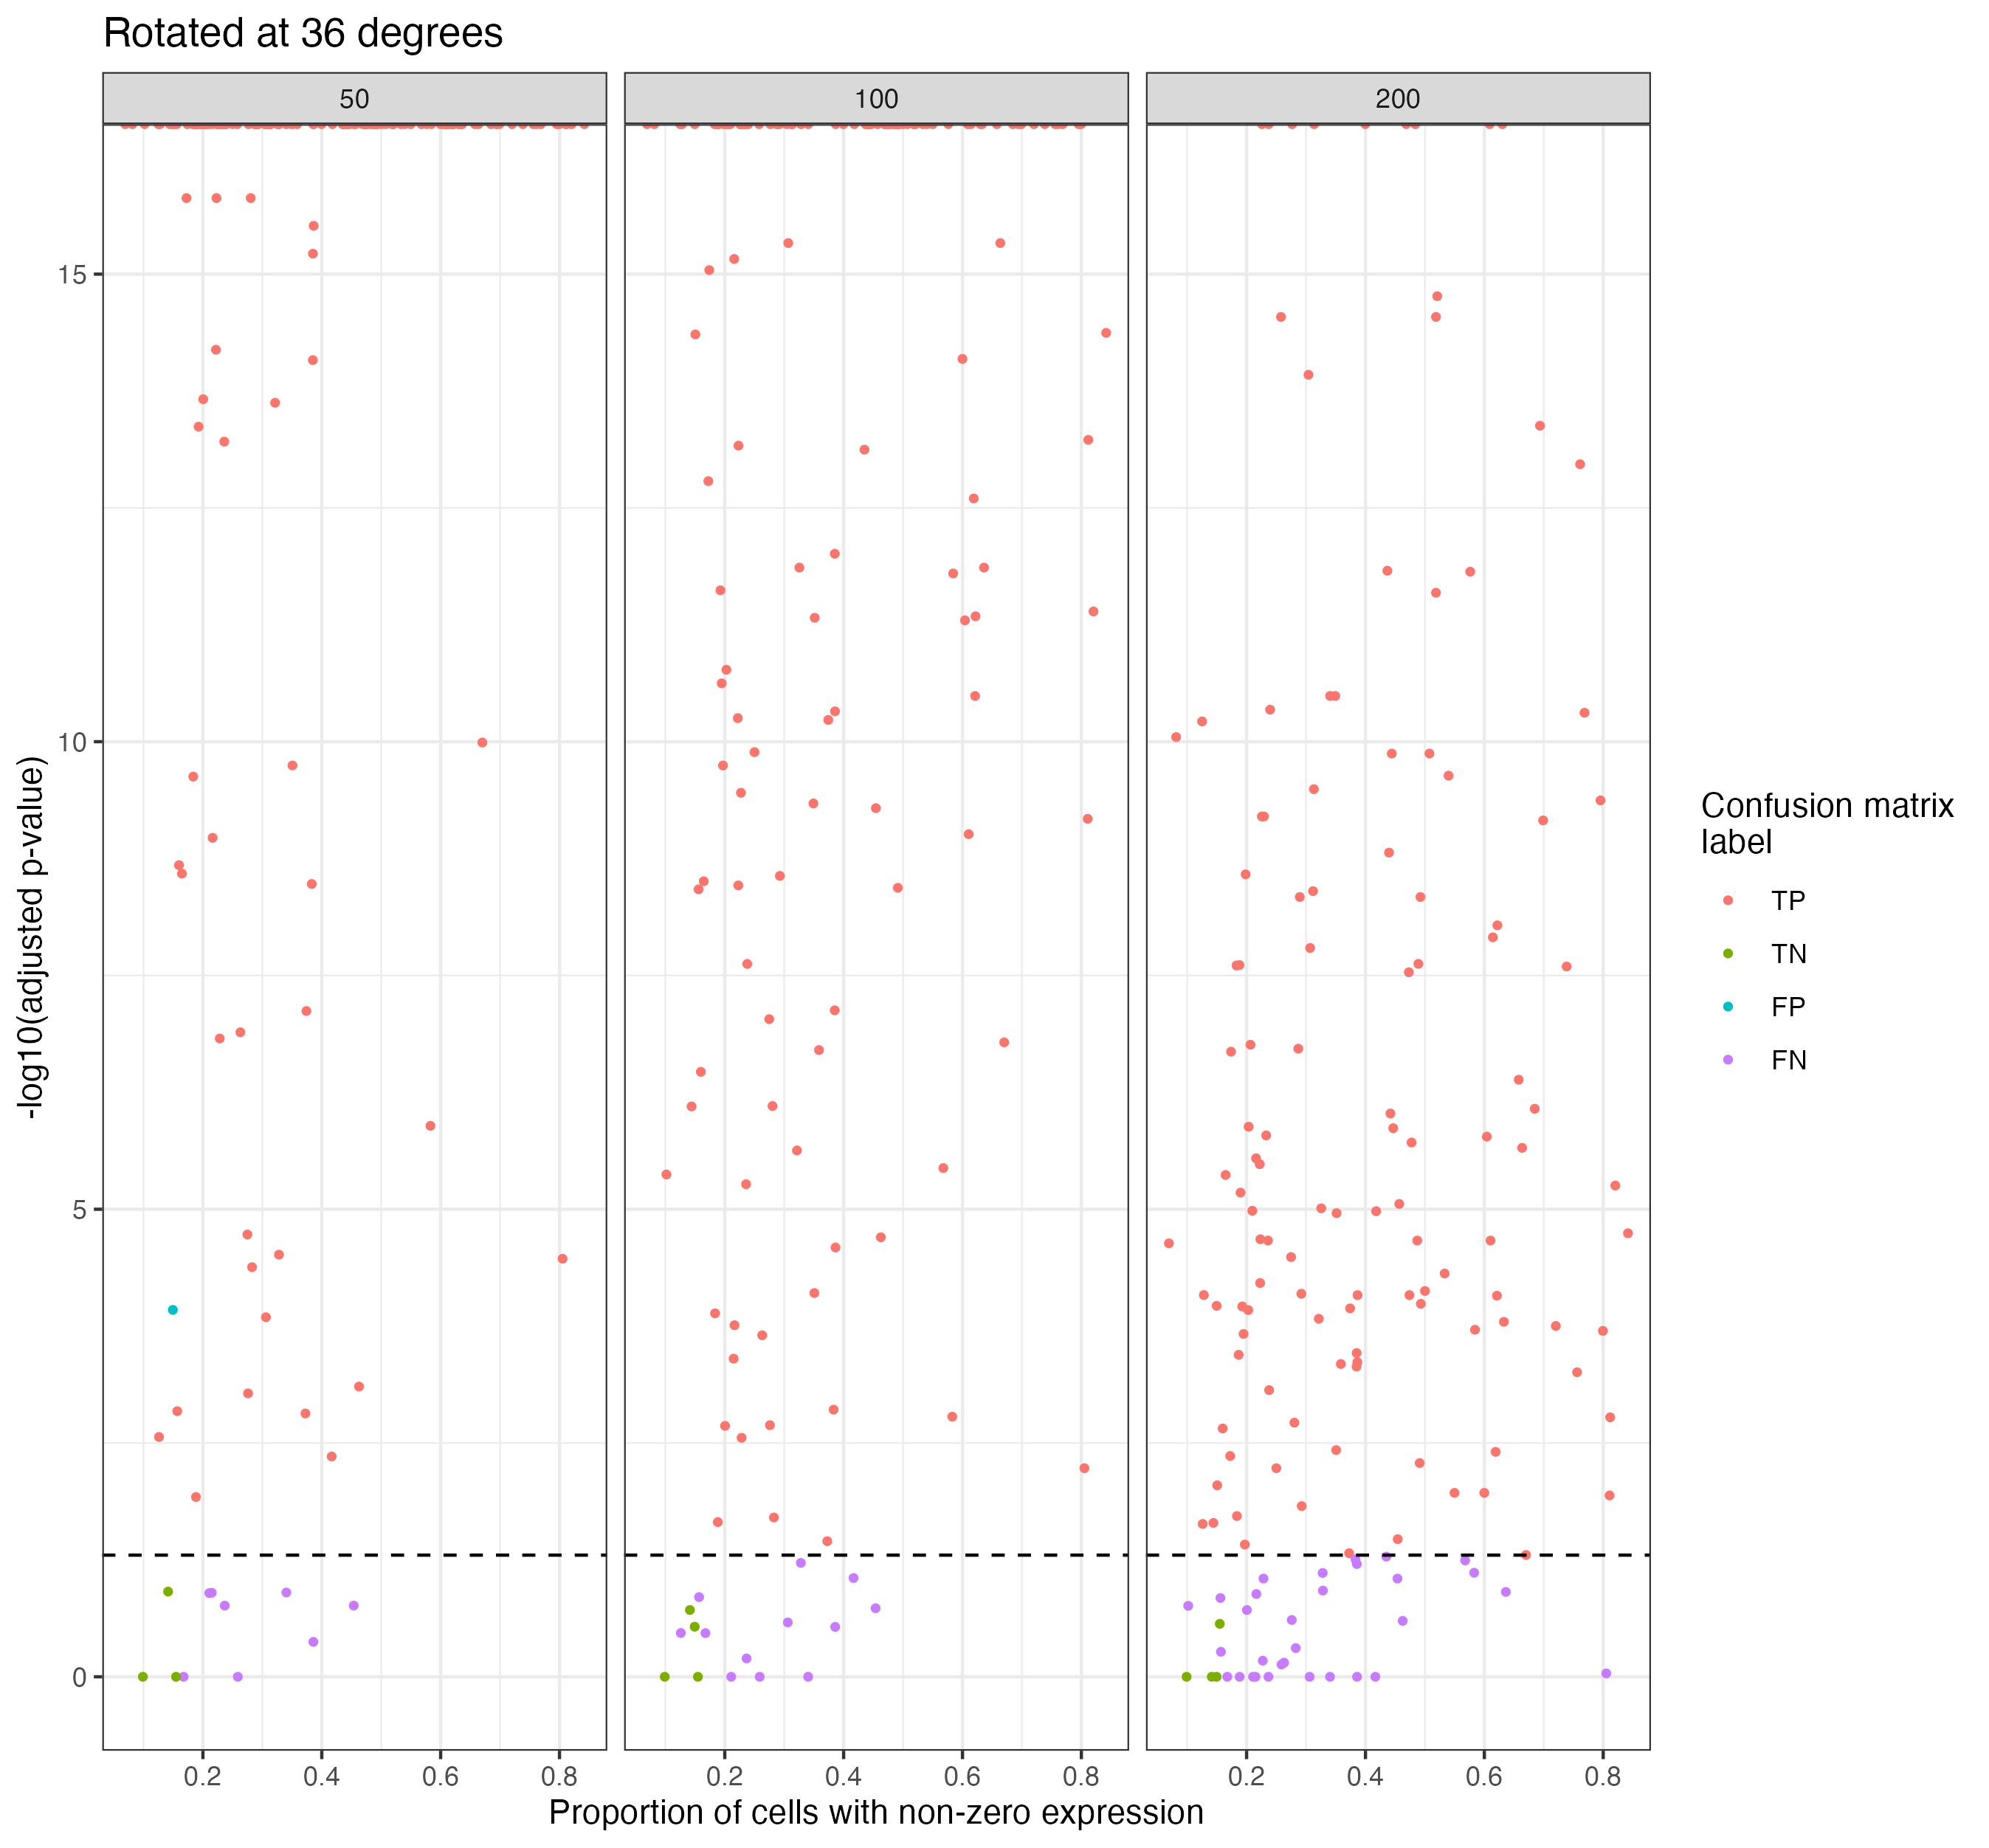 Rotated at 36 degrees
50
100
200
15
10
5
0
-log10(adjusted p-value)
0.2 0.4 0.6 0.8
0.2 0.4 0.6 0.8
0.2 0.4 0.6 0.8
Proportion of cells with non-zero expression
Confusion matrix
label
TP
TN
FP
FN